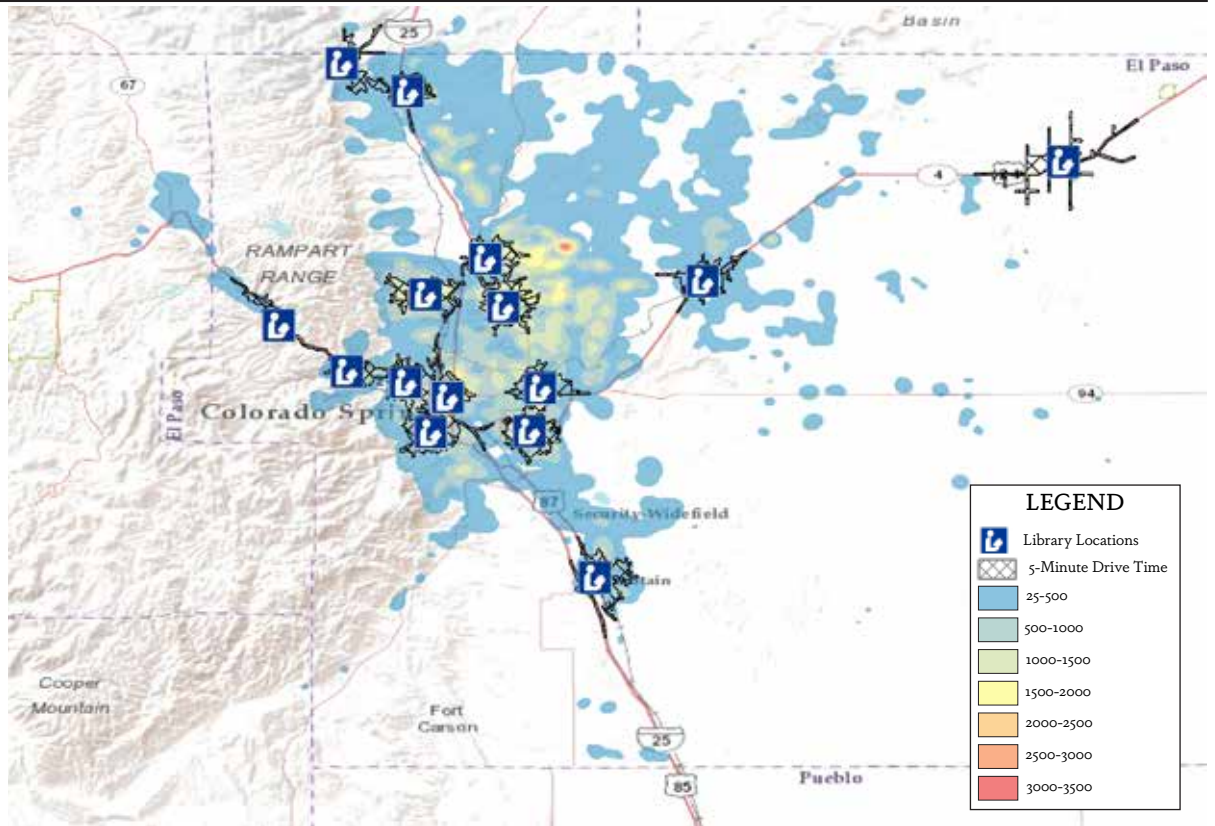 Basin
25
El Paso
67
4
RAMPART
RANGE
El Paso
Colorado Spri
94
87
Security-Widefield
tain
LEGEND
Library Locations
5-Minute Drive Time
25-500
500-1000
1000-1500
1500-2000
2000-2500
2500-3000
3000-3500
Cooper
Mountain
Fort
Carson
25
85
Pueblo